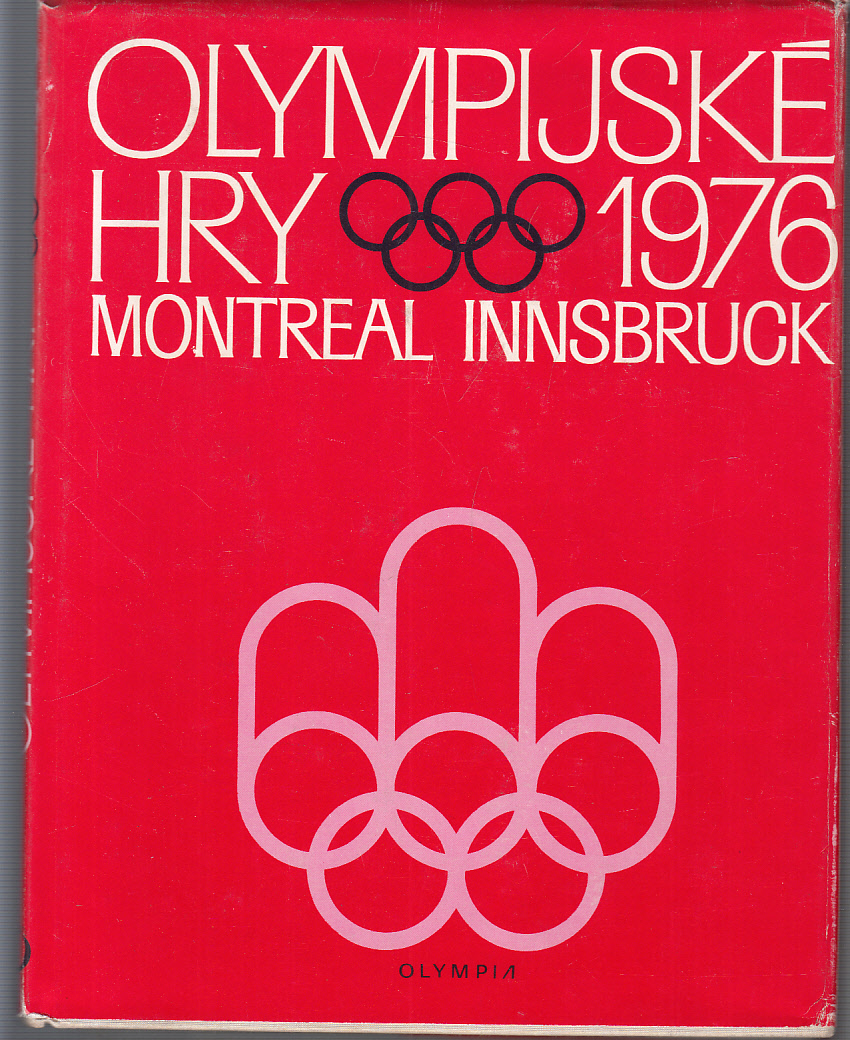 OLYMPIJSKÉ
HRY 1976
MONTREAL INNSBRUCK
OLYMPIA